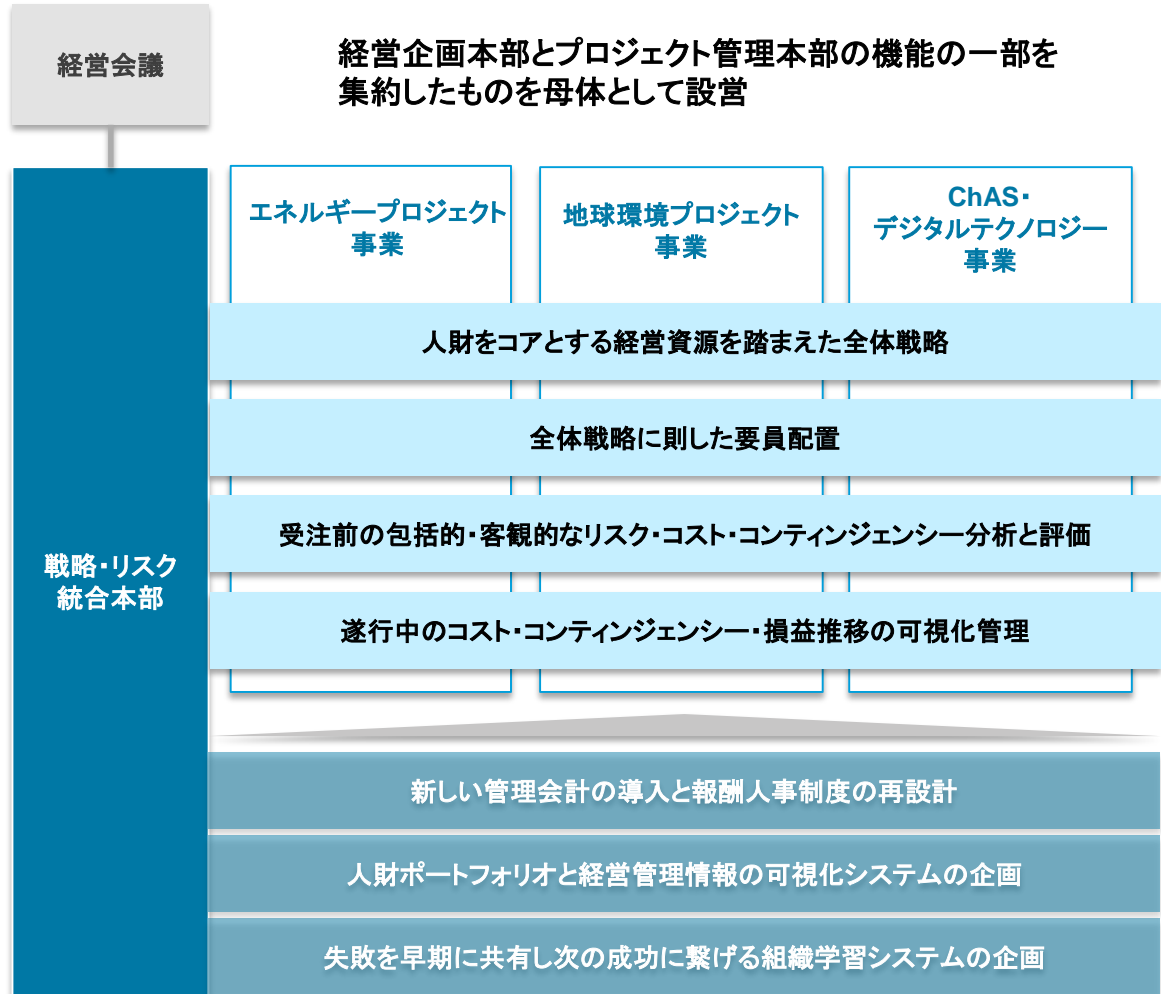 経営会議
経営企画本部とプロジェクト管理本部の機能の一部を
集約したものを母体として設営
エネルギープロジェクト
事業
地球環境プロジェクト
事業
ChAS・
デジタルテクノロジー
事業
人財をコアとする経営資源を踏まえた全体戦略
全体戦略に則した要員配置
受注前の包括的・客観的なリスク・コスト・コンティンジェンシー分析と評価
遂行中のコスト・コンティンジェンシー・損益推移の可視化管理
戦略・リスク
統合本部
新しい管理会計の導入と報酬人事制度の再設計
人財ポートフォリオと経営管理情報の可視化システムの企画
失敗を早期に共有し次の成功に繋げる組織学習システムの企画